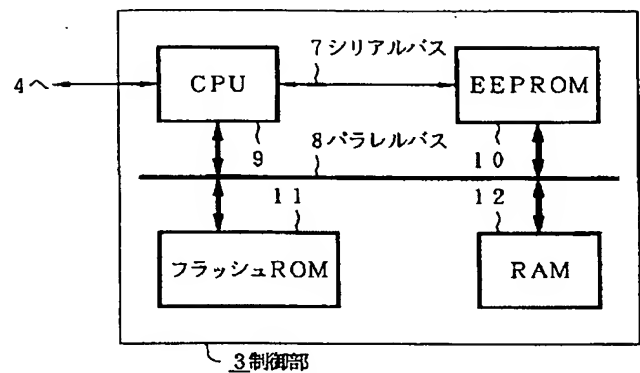 7シリアルバス
4へ
CPU
EEPROM
9
8パラレルバス
10
11
12
フラッシュROM
RAM
3制御部